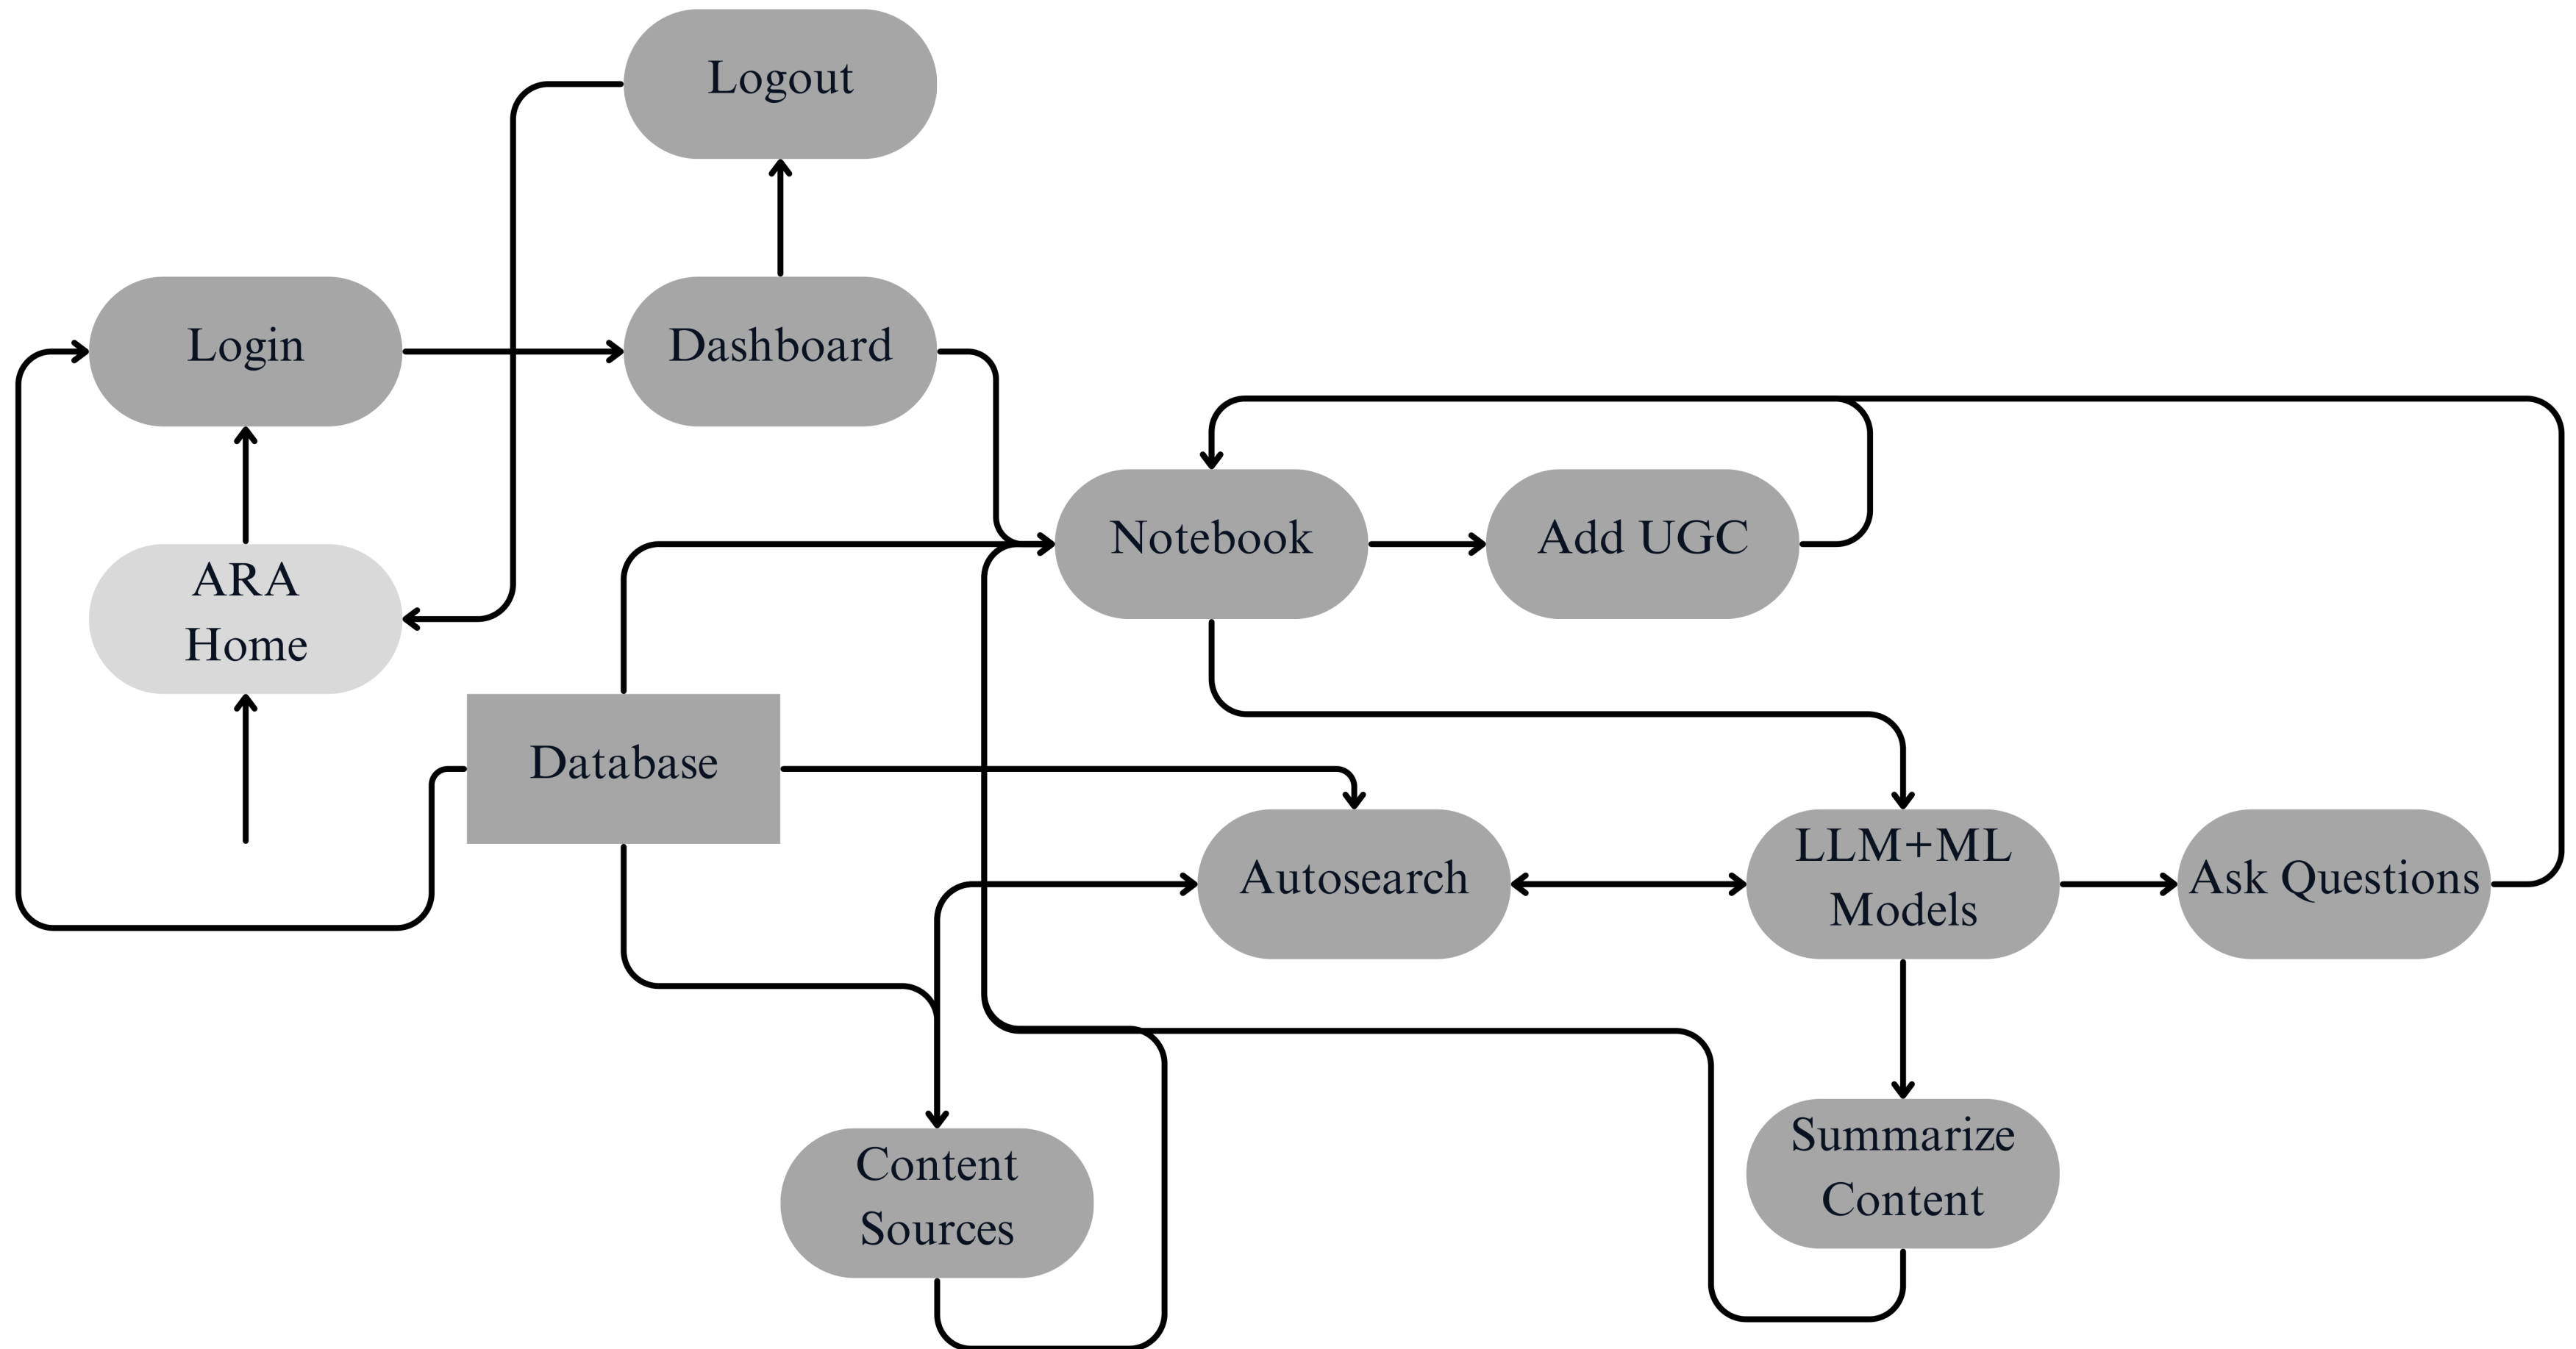 Logout
Login
Dashboard
Notebook
Add UGC
ARA
Home
Database
Autosearch
LLM+ML
Models
Ask Questions
Content
Sources
Summarize
Content